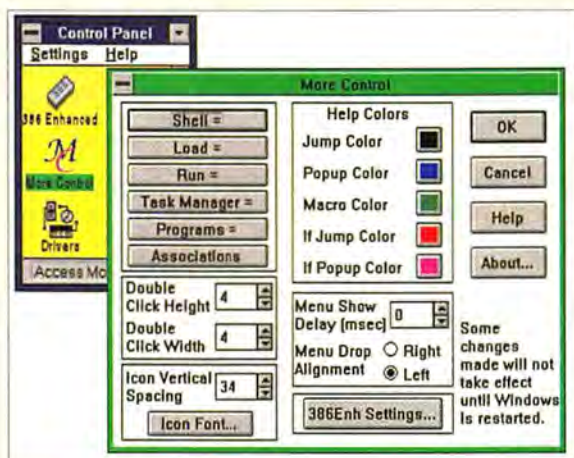 Control Panel
Settings Help
386 Enhanced
MC
More Control
Drivers
Access Mo
More Control
Shell =
Load =
Run =
Task Manager =
Programs =
Associations
Double
Click Height 4
Double
Click Width 4
Icon Vertical
Spacing 34
Icon Font...
Help Colors
Jump Color
Popup Color
Macro Color
If Jump Color
If Popup Color
Menu Show
Delay [msec] 0
Menu Drop
Alignment Right
Left
386Enh Settings...
OK
Cancel
Help
About...
Some
changes
made will not
take effect
until Windows
is restarted.